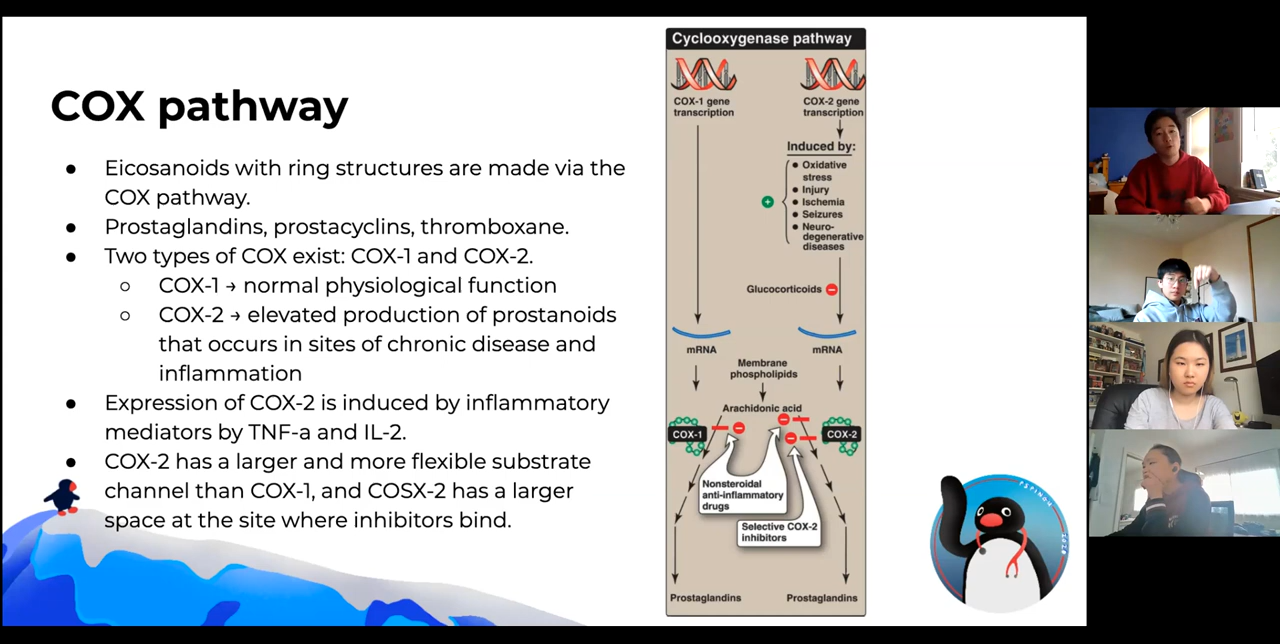 COX pathway
● Eicosanoids with ring structures are made via the
COX pathway.
● Prostaglandins, prostacyclins, thromboxane.
● Two types of COX exist: COX-1 and COX-2.
○ COX-1 → normal physiological function
○ COX-2 → elevated production of prostanoids
that occurs in sites of chronic disease and
inflammation
● Expression of COX-2 is induced by inflammatory
mediators by TNF-a and IL-2.
● COX-2 has a larger and more flexible substrate
channel than COX-1, and COSX-2 has a larger
space at the site where inhibitors bind.
Cyclooxygenase pathway
COX-1 gene
transcription
COX-2 gene
transcription
Induced by:
● Oxidative
stress
● Injury
● Ischemia
● Seizures
● Neuro-
degenerative
diseases
Glucocorticoids
mRNA
mRNA
Membrane
phospholipids
Arachidonic acid
COX-1
COX-2
Nonsteroidal
anti-inflammatory
drugs
Selective COX-2
inhibitors
Prostaglandins
Prostaglandins